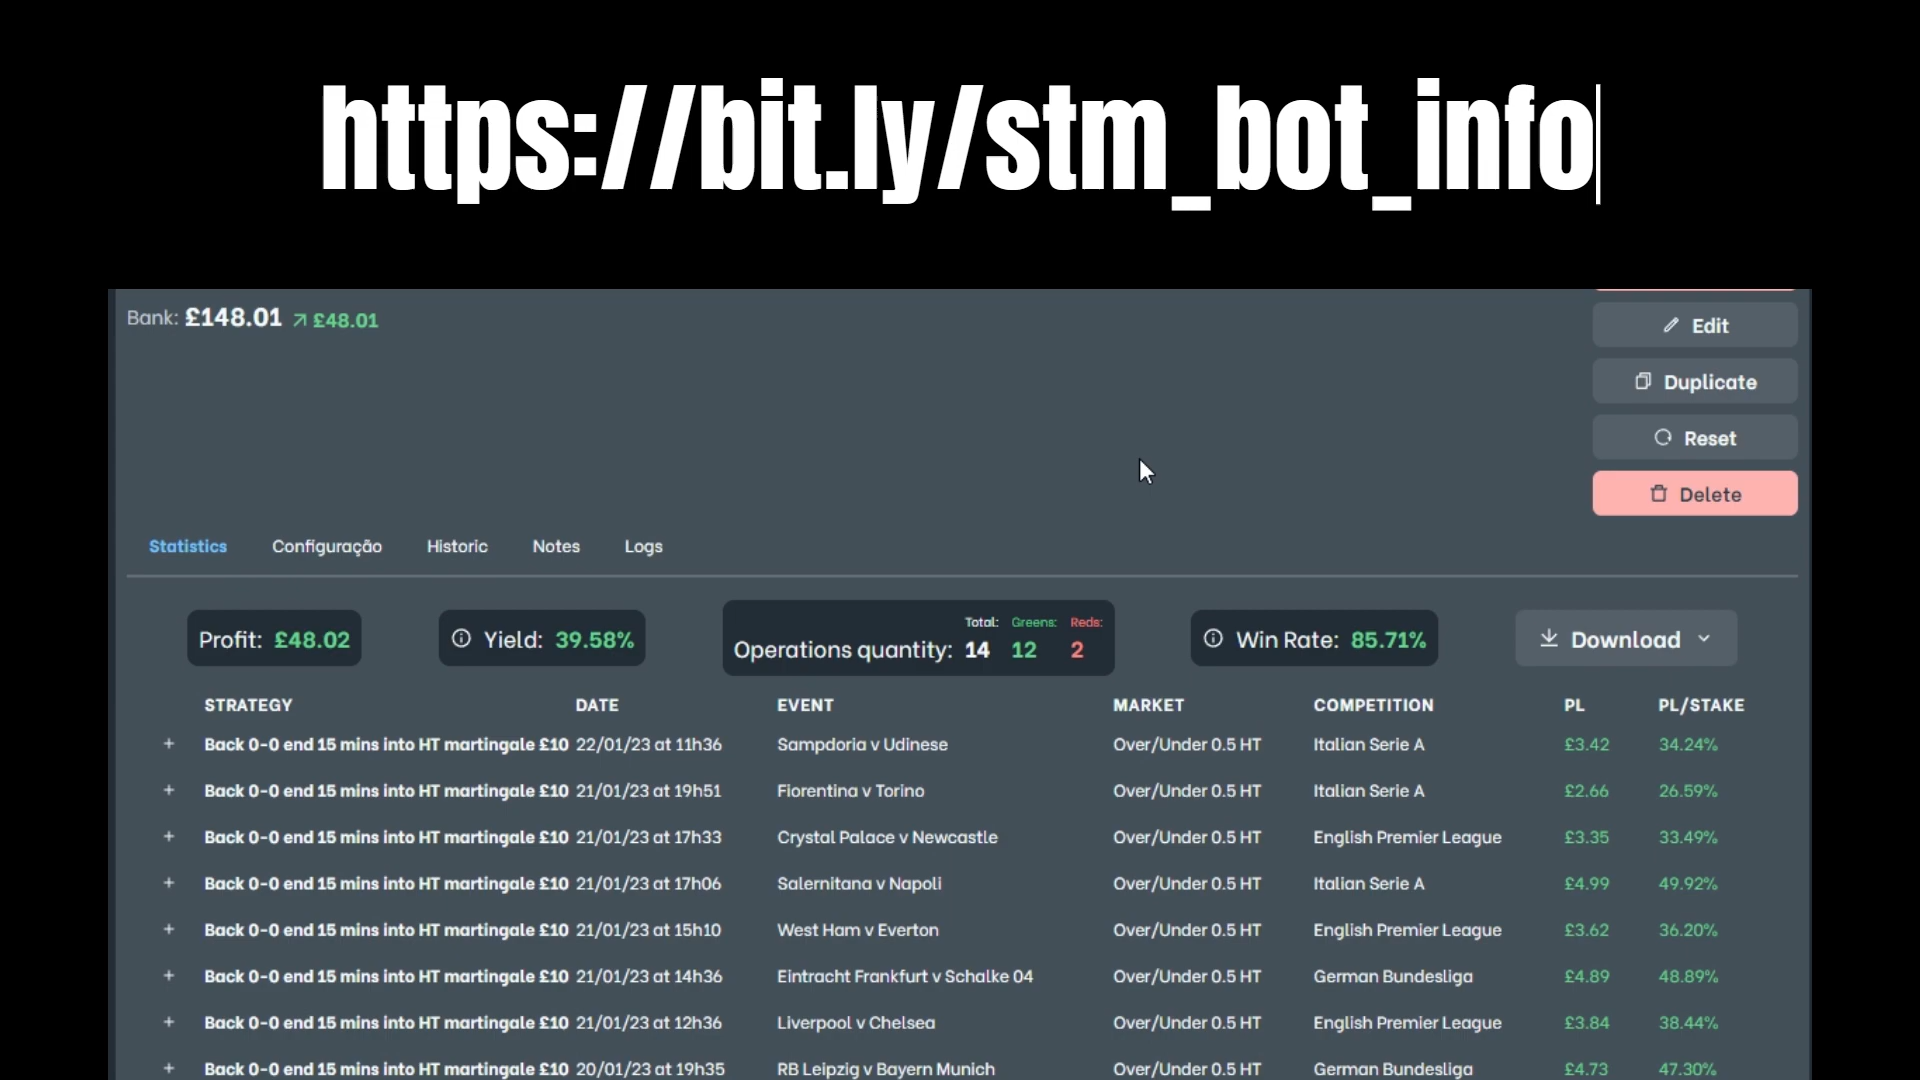 https://bit.ly/stm_bot_info
Bank: £148.01 £48.01
Edit
Duplicate
Reset
Delete
Statistics Configuração Historic Notes Logs
Profit: £48.02 Yield: 39.58% Operations quantity: Total: 14 Greens: 12 Reds: 2 Win Rate: 85.71% Download
STRATEGY DATE EVENT MARKET COMPETITION PL PL/STAKE
+ Back 0-0 end 15 mins into HT martingale £10 22/01/23 at 11h36 Sampdoria v Udinese Over/Under 0.5 HT Italian Serie A £3.42 34.24%
+ Back 0-0 end 15 mins into HT martingale £10 21/01/23 at 19h51 Fiorentina v Torino Over/Under 0.5 HT Italian Serie A £2.66 26.59%
+ Back 0-0 end 15 mins into HT martingale £10 21/01/23 at 17h33 Crystal Palace v Newcastle Over/Under 0.5 HT English Premier League £3.35 33.49%
+ Back 0-0 end 15 mins into HT martingale £10 21/01/23 at 17h06 Salernitana v Napoli Over/Under 0.5 HT Italian Serie A £4.99 49.92%
+ Back 0-0 end 15 mins into HT martingale £10 21/01/23 at 15h10 West Ham v Everton Over/Under 0.5 HT English Premier League £3.62 36.20%
+ Back 0-0 end 15 mins into HT martingale £10 21/01/23 at 14h36 Eintracht Frankfurt v Schalke 04 Over/Under 0.5 HT German Bundesliga £4.89 48.89%
+ Back 0-0 end 15 mins into HT martingale £10 21/01/23 at 12h36 Liverpool v Chelsea Over/Under 0.5 HT English Premier League £3.84 38.44%
+ Back 0-0 end 15 mins into HT martingale £10 20/01/23 at 19h35 RB Leipzig v Bayern Munich Over/Under 0.5 HT German Bundesliga £4.73 47.30%